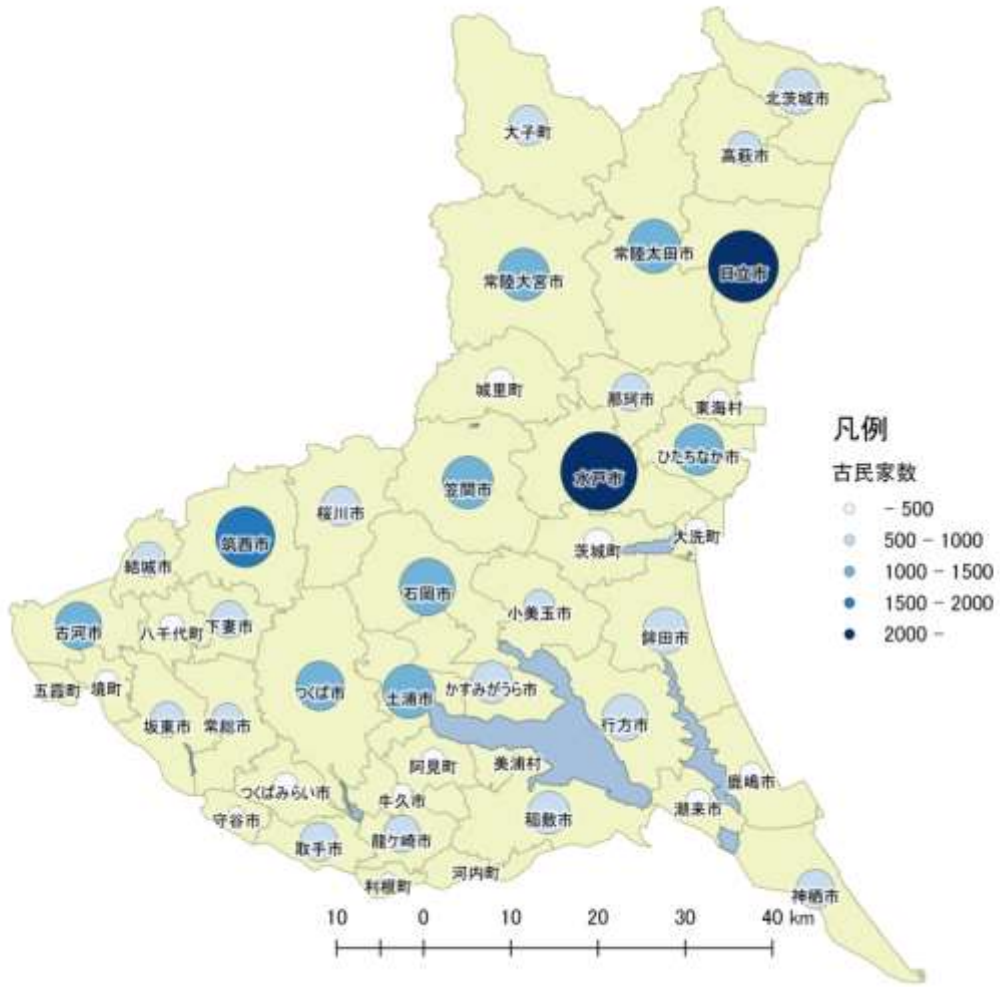 北茨城市
大子町
高萩市
常陸太田市
日立市
常陸大宮市
城里町
那珂市
東海村
ひたちなか市
笠間市
水戸市
桜川市
筑西市
茨城町
大洗町
結城市
石岡市
小美玉市
鉾田市
古河市
八千代町
下妻市
五霞町
境町
つくば市
土浦市
かすみがうら市
坂東市
常総市
行方市
阿見町
美浦村
鹿嶋市
つくばみらい市
牛久市
潮来市
守谷市
稲敷市
取手市
龍ケ崎市
利根町
河内町
神栖市
凡例
古民家数
- 500
500 - 1000
1000 - 1500
1500 - 2000
2000 -
10 0 10 20 30 40 km